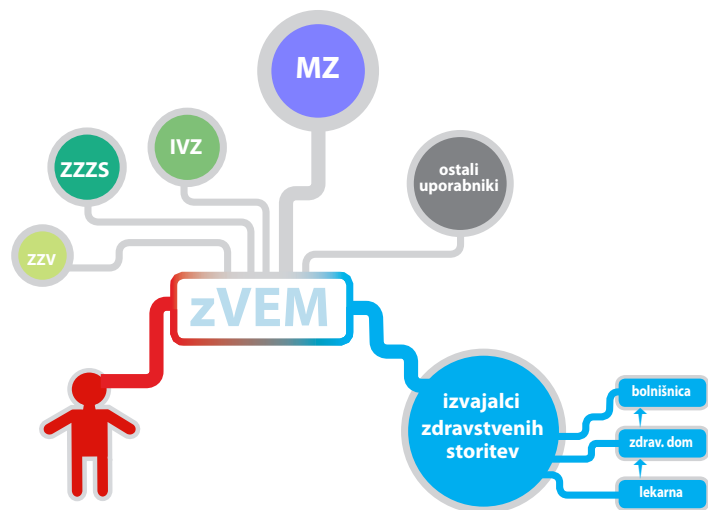 MZ
IVZ
ZZZS
ostali
uporabniki
ZZV
zVEM
izvajalci
zdravstvenih
storitev
bolnišnica
zdrav. dom
lekarna